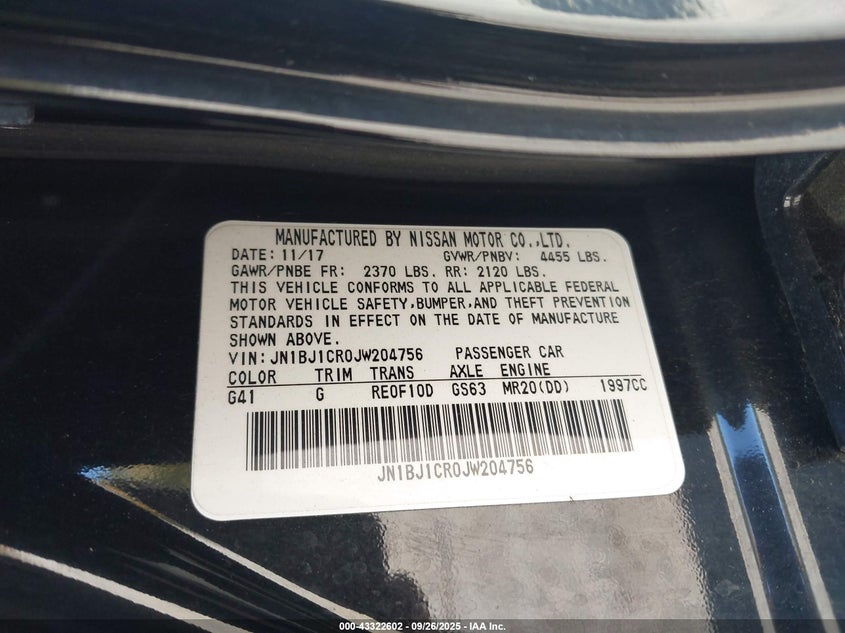 MANUFACTURED BY NISSAN MOTOR CO.,LTD.
DATE: 11/17 GVWR/PNBV: 4455 LBS.
GAWR/PNBE FR: 2370 LBS. RR: 2120 LBS.
THIS VEHICLE CONFORMS TO ALL APPLICABLE FEDERAL
MOTOR VEHICLE SAFETY,BUMPER,AND THEFT PREVENTION
STANDARDS IN EFFECT ON THE DATE OF MANUFACTURE
SHOWN ABOVE.
VIN:JN1BJ1CR0JW204756 PASSENGER CAR
COLOR TRIM TRANS AXLE ENGINE
G41 G RE0F10D GS63 MR20(DD) 1997CC
JN1BJ1CR0JW204756
000-43322602 - 09/26/2025 - IAA Inc.